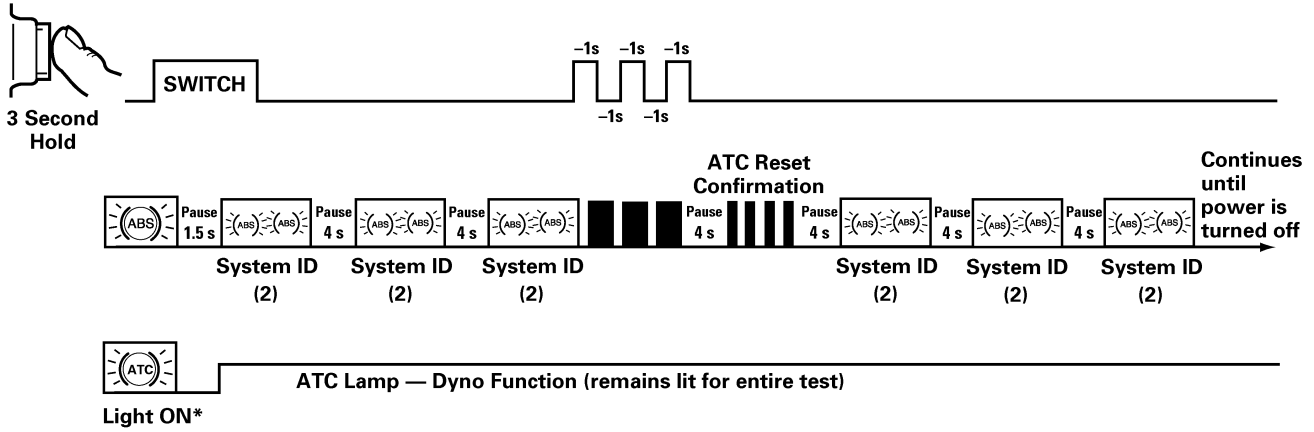 –1s –1s –1s
SWITCH
–1s –1s
3 Second
Hold
ATC Reset
Confirmation
Continues
until
power is
turned off
ABS Pause 1.5 s ABS ABS Pause 4 s ABS ABS Pause 4 s ABS ABS Pause 4 s Pause 4 s ABS ABS Pause 4 s ABS ABS Pause 4 s ABS ABS
System ID System ID System ID System ID System ID System ID
(2) (2) (2) (2) (2) (2)
ATC
ATC Lamp — Dyno Function (remains lit for entire test)
Light ON*